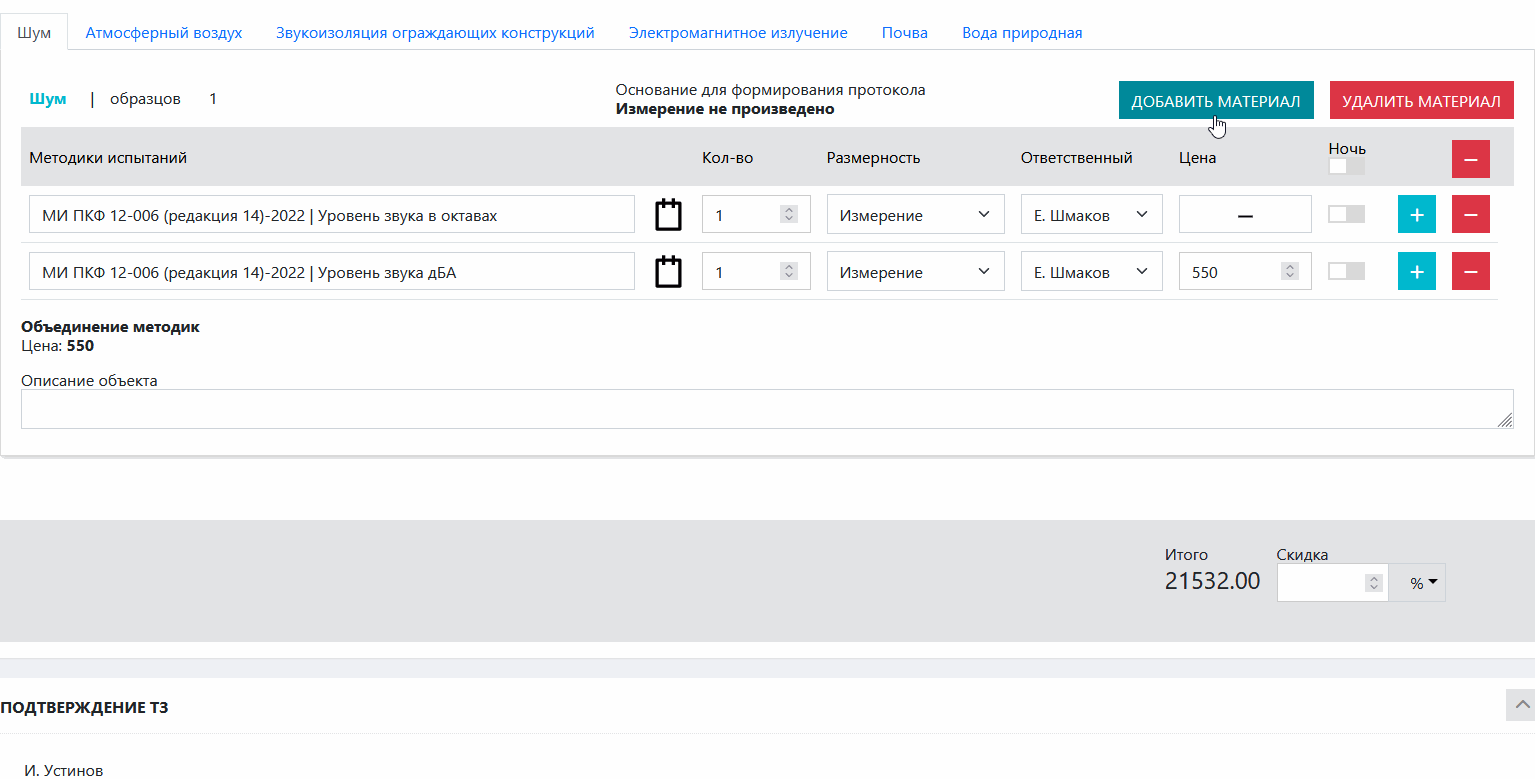 Шум Атмосферный воздух Звукоизоляция ограждающих конструкций Электромагнитное излучение Почва Вода природная
Шум | образцов 1
Основание для формирования протокола
Измерение не произведено
ДОБАВИТЬ МАТЕРИАЛ УДАЛИТЬ МАТЕРИАЛ
Методики испытаний Кол-во Размерность Ответственный Цена Ночь
МИ ПКФ 12-006 (редакция 14)-2022 | Уровень звука в октавах 1 Измерение Е. Шмаков — + −
МИ ПКФ 12-006 (редакция 14)-2022 | Уровень звука дБА 1 Измерение Е. Шмаков 550 + −
Объединение методик
Цена: 550
Описание объекта
Итого Скидка
21532.00 %
ПОДТВЕРЖДЕНИЕ ТЗ
И. Устинов